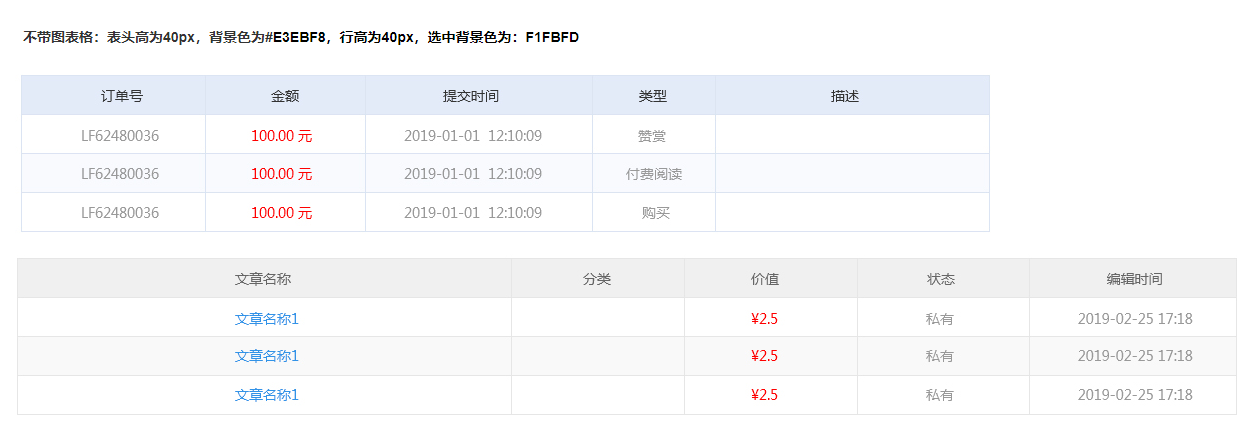 不带图表格：表头高为40px，背景色为#E3EBF8，行高为40px，选中背景色为：F1FBFD
订单号 金额 提交时间 类型 描述
LF62480036 100.00 元 2019-01-01 12:10:09 赞赏
LF62480036 100.00 元 2019-01-01 12:10:09 付费阅读
LF62480036 100.00 元 2019-01-01 12:10:09 购买
文章名称 分类 价值 状态 编辑时间
文章名称1 ¥2.5 私有 2019-02-25 17:18
文章名称1 ¥2.5 私有 2019-02-25 17:18
文章名称1 ¥2.5 私有 2019-02-25 17:18